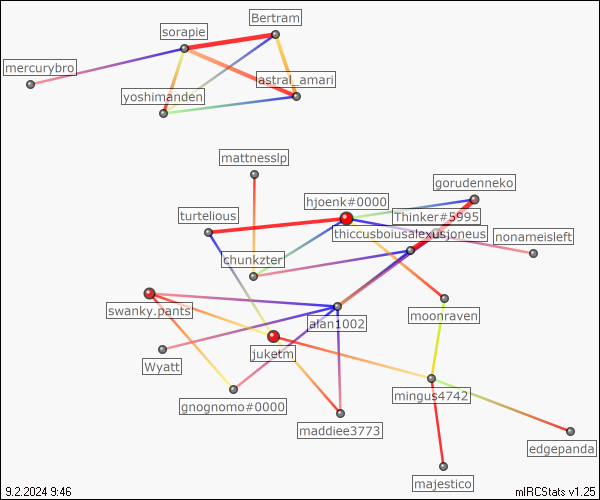 Bertram
sorapie
mercurybro
astral_amari
yoshimanden
mattnesslp
gorudenneko
hjoenk#0000
Thinker#5995
turtelious
thiccusboiusalexusjoneus
nonameisleft
chunkzter
swanky.pants
moonraven
alan1002
juketm
Wyatt
mingus4742
gnognomo#0000
maddiee3773
edgepanda
majestico
9.2.2024 9:46
mIRCStats v1.25